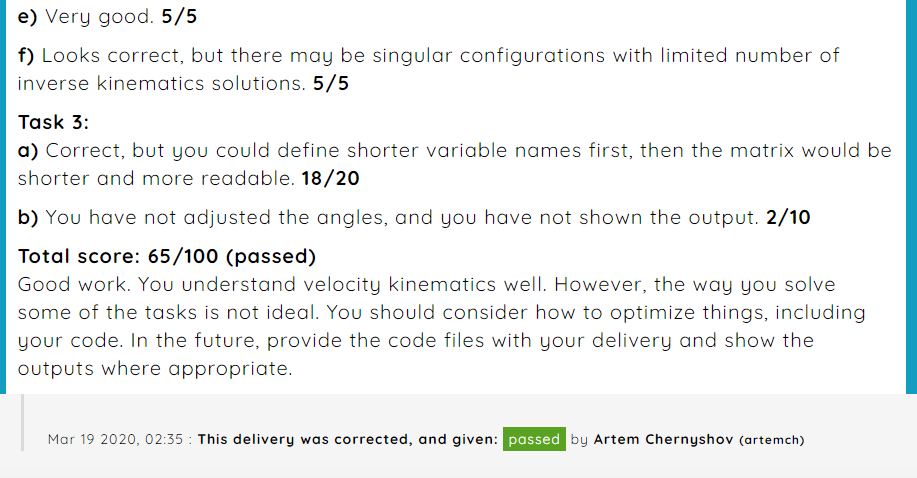 e) Very good. 5/5
f) Looks correct, but there may be singular configurations with limited number of
inverse kinematics solutions. 5/5
Task 3:
a) Correct, but you could define shorter variable names first, then the matrix would be
shorter and more readable. 18/20
b) You have not adjusted the angles, and you have not shown the output. 2/10
Total score: 65/100 (passed)
Good work. You understand velocity kinematics well. However, the way you solve
some of the tasks is not ideal. You should consider how to optimize things, including
your code. In the future, provide the code files with your delivery and show the
outputs where appropriate.
Mar 19 2020, 02:35 : This delivery was corrected, and given: passed by Artem Chernyshov (artemch)